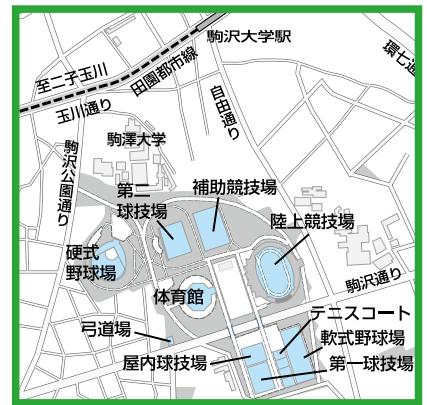 駒沢大学駅
環七通り
至二子玉川
田園都市線
玉川通り
自由通り
駒澤大学
駒沢公園通り
第二
球技場
補助競技場
陸上競技場
硬式
野球場
体育館
駒沢通り
テニスコート
弓道場
軟式野球場
屋内球技場
第一球技場